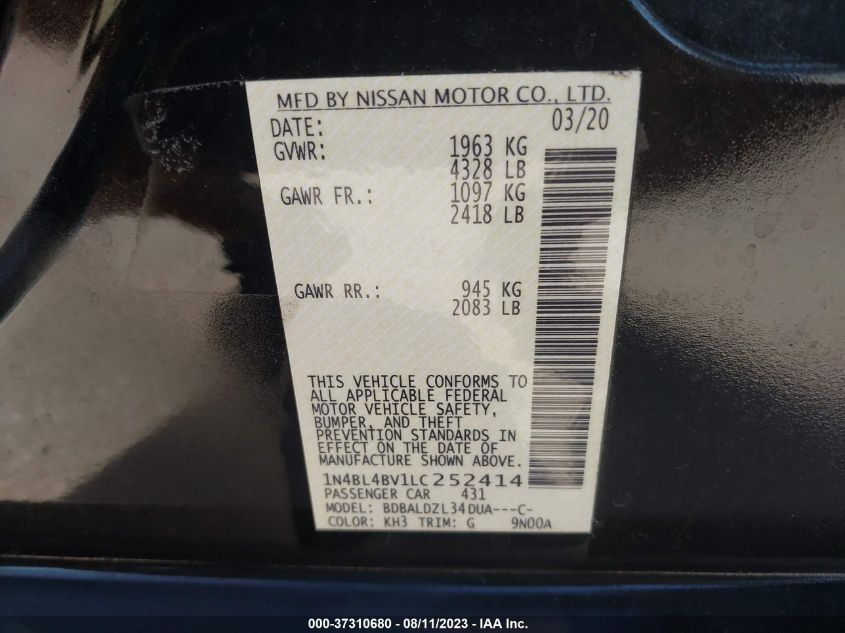 MFD BY NISSAN MOTOR CO., LTD.
DATE: 03/20
GVWR: 1963 KG
4328 LB
GAWR FR.: 1097 KG
2418 LB
GAWR RR.: 945 KG
2083 LB
THIS VEHICLE CONFORMS TO
ALL APPLICABLE FEDERAL
MOTOR VEHICLE SAFETY,
BUMPER, AND THEFT
PREVENTION STANDARDS IN
EFFECT ON THE DATE OF
MANUFACTURE SHOWN ABOVE.
1N4BL4BV1LC252414
PASSENGER CAR 431
MODEL: BDBALDZL34DUA---C-
COLOR: KH3 TRIM: G 9N00A
000-37310680 - 08/11/2023 - IAA Inc.